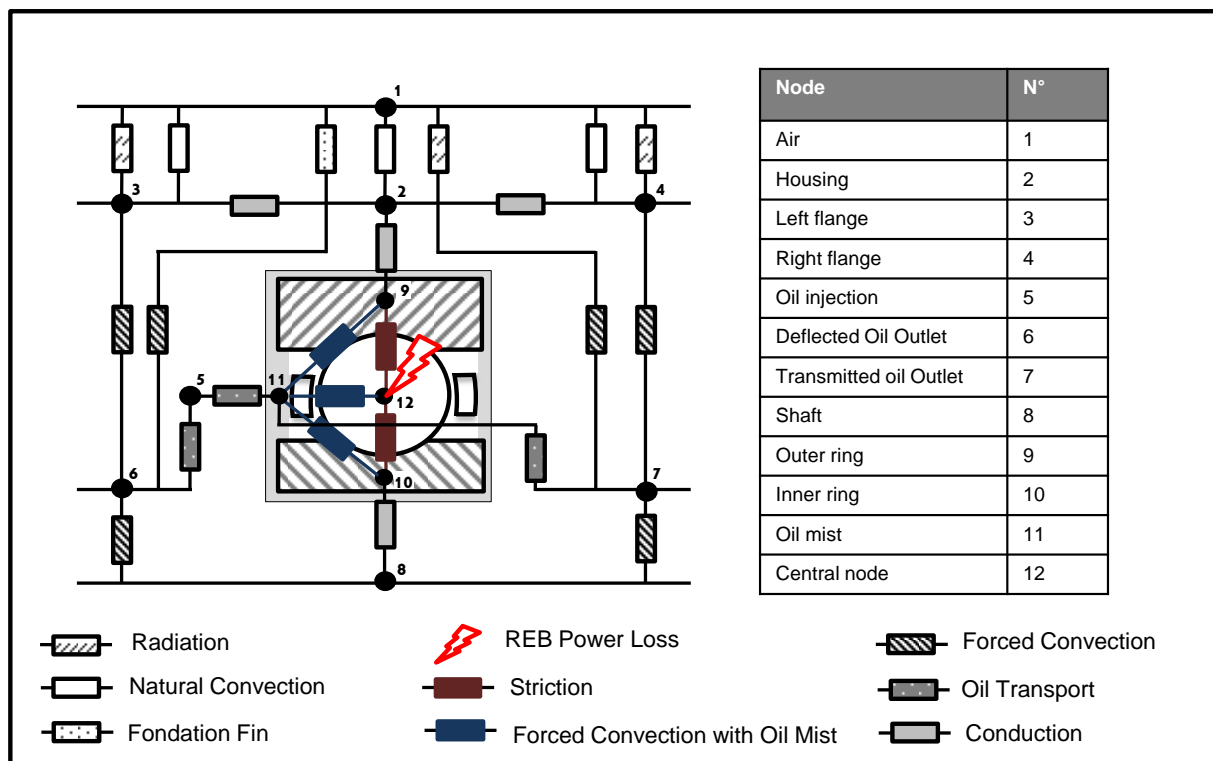 1
3
2
4
9
5
11
12
6
10
7
8
Node N°
Air 1
Housing 2
Left flange 3
Right flange 4
Oil injection 5
Deflected Oil Outlet 6
Transmitted oil Outlet 7
Shaft 8
Outer ring 9
Inner ring 10
Oil mist 11
Central node 12
Radiation
REB Power Loss
Forced Convection
Natural Convection
Striction
Oil Transport
Fondation Fin
Forced Convection with Oil Mist
Conduction